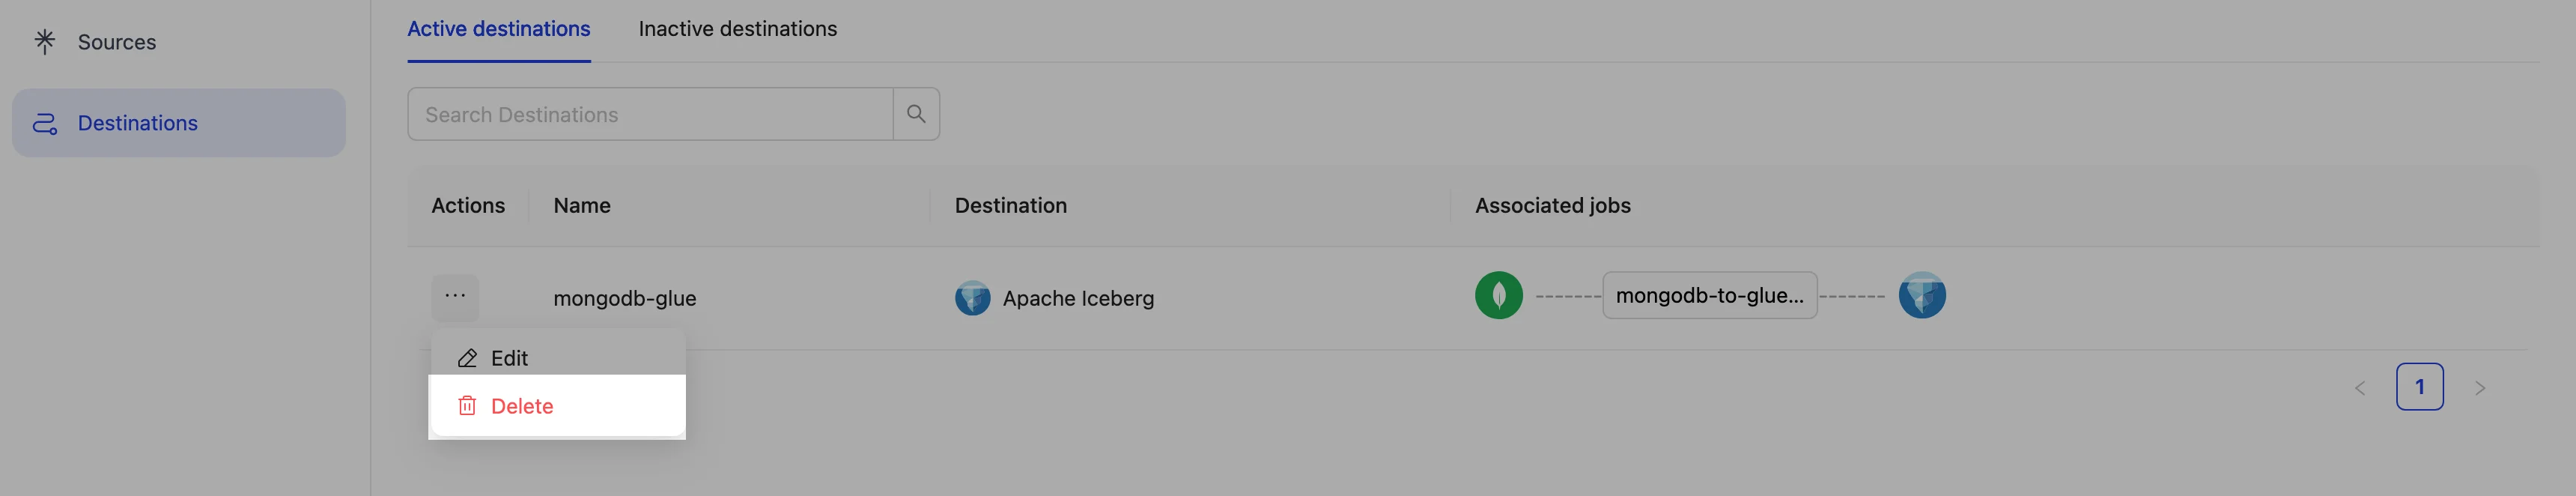 Sources
Destinations
Active destinations
Inactive destinations
Search Destinations
Actions
Name
Destination
Associated jobs
...
mongodb-glue
Apache Iceberg
mongodb-to-glue...
Edit
Delete
< 1 >